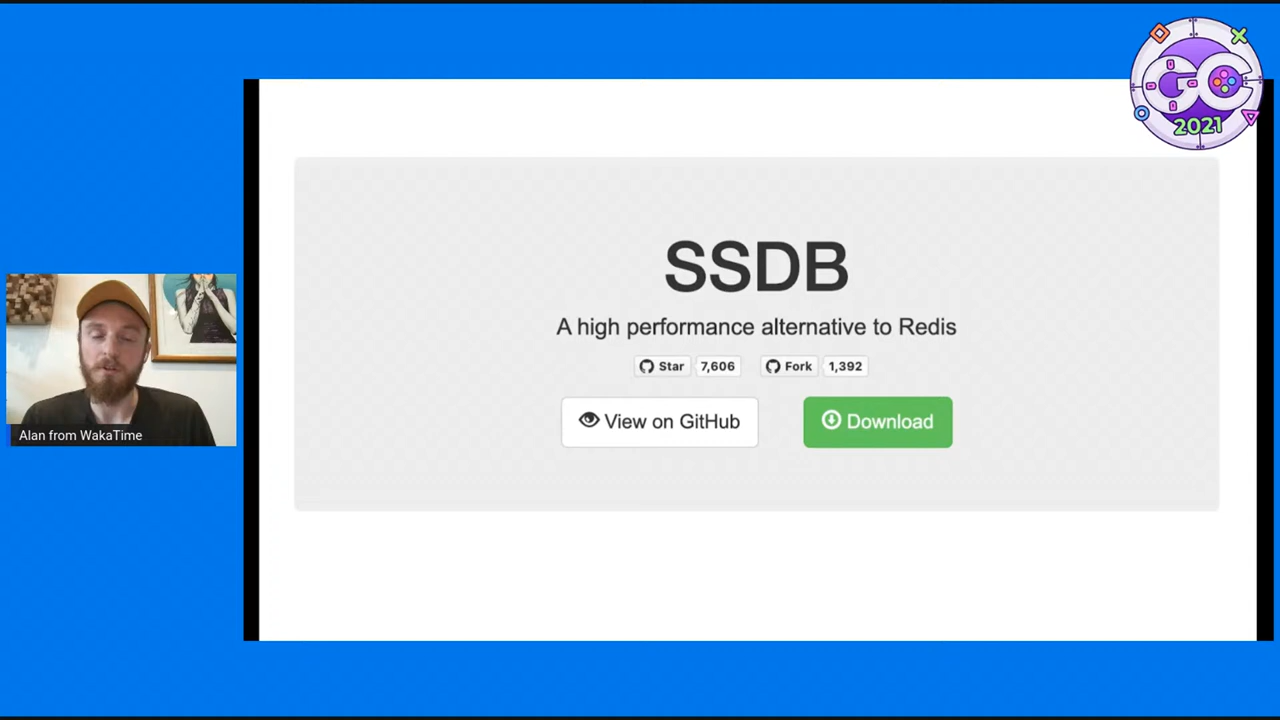 GC
2021
SSDB
A high performance alternative to Redis
Star 7,606 Fork 1,392
View on GitHub Download
Alan from WakaTime